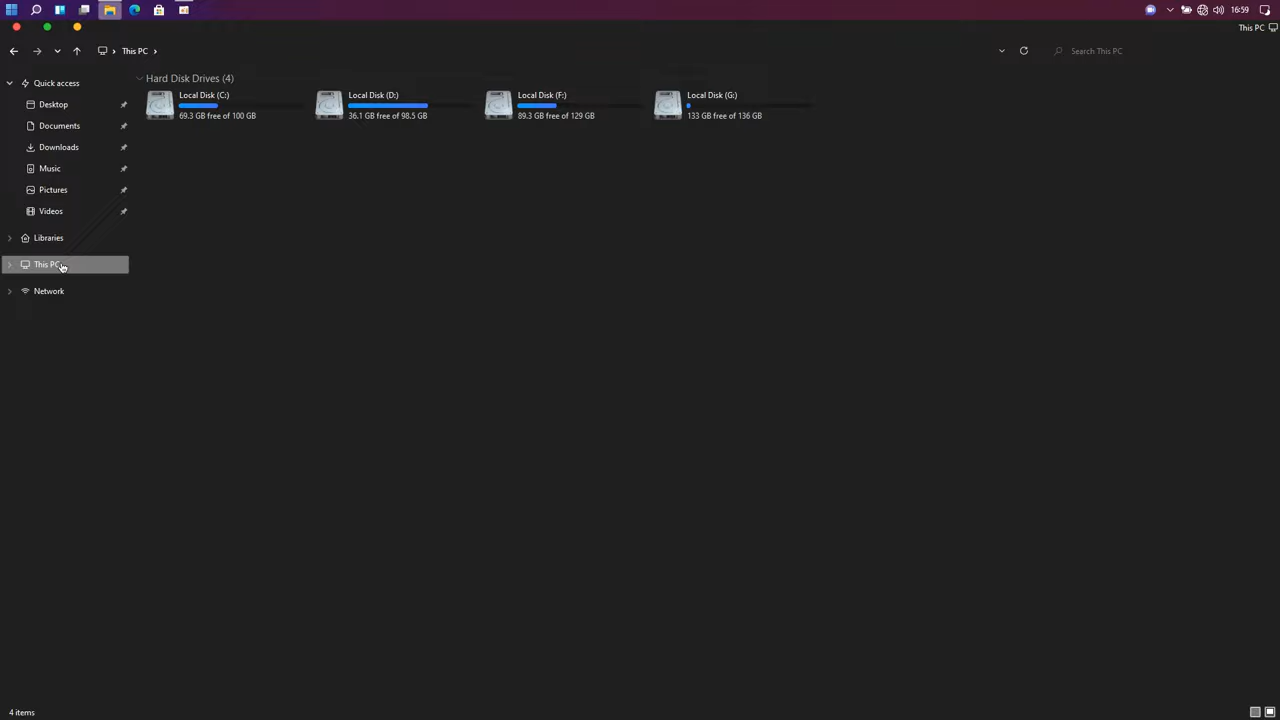 16:59
This PC
This PC
Search This PC
Quick access
Desktop
Documents
Downloads
Music
Pictures
Videos
Libraries
This PC
Network
Hard Disk Drives (4)
Local Disk (C:)
69.3 GB free of 100 GB
Local Disk (D:)
36.1 GB free of 98.5 GB
Local Disk (F:)
89.3 GB free of 129 GB
Local Disk (G:)
133 GB free of 136 GB
4 items